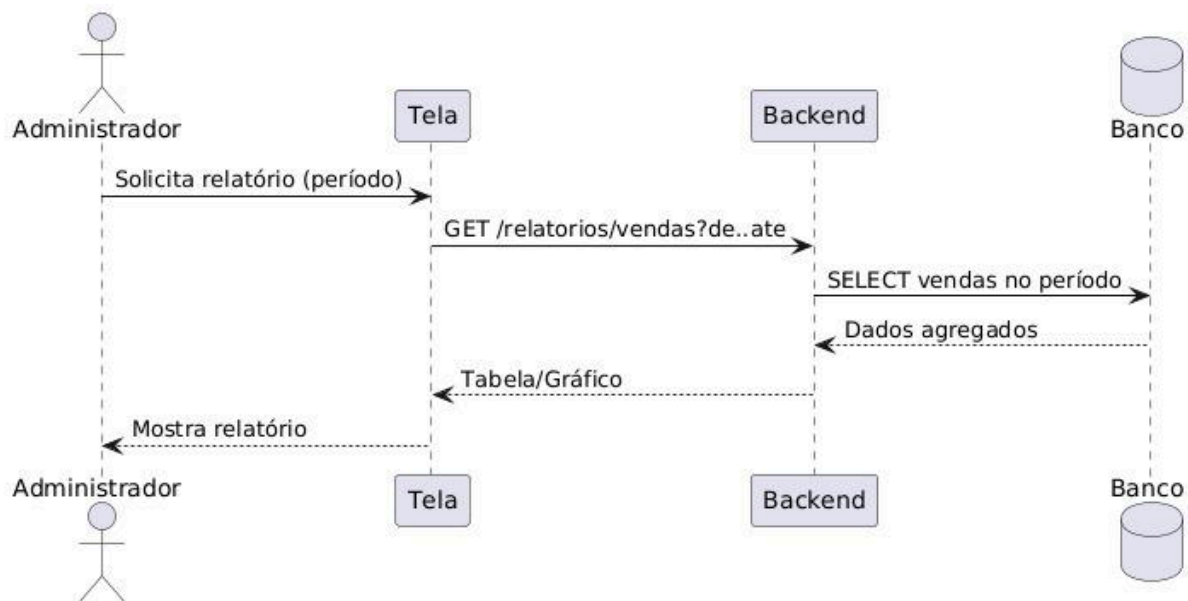 Administrador
Tela
Backend
Banco
Solicita relatório (período)
GET /relatorios/vendas?de..ate
SELECT vendas no período
Dados agregados
Tabela/Gráfico
Mostra relatório
Administrador
Tela
Backend
Banco